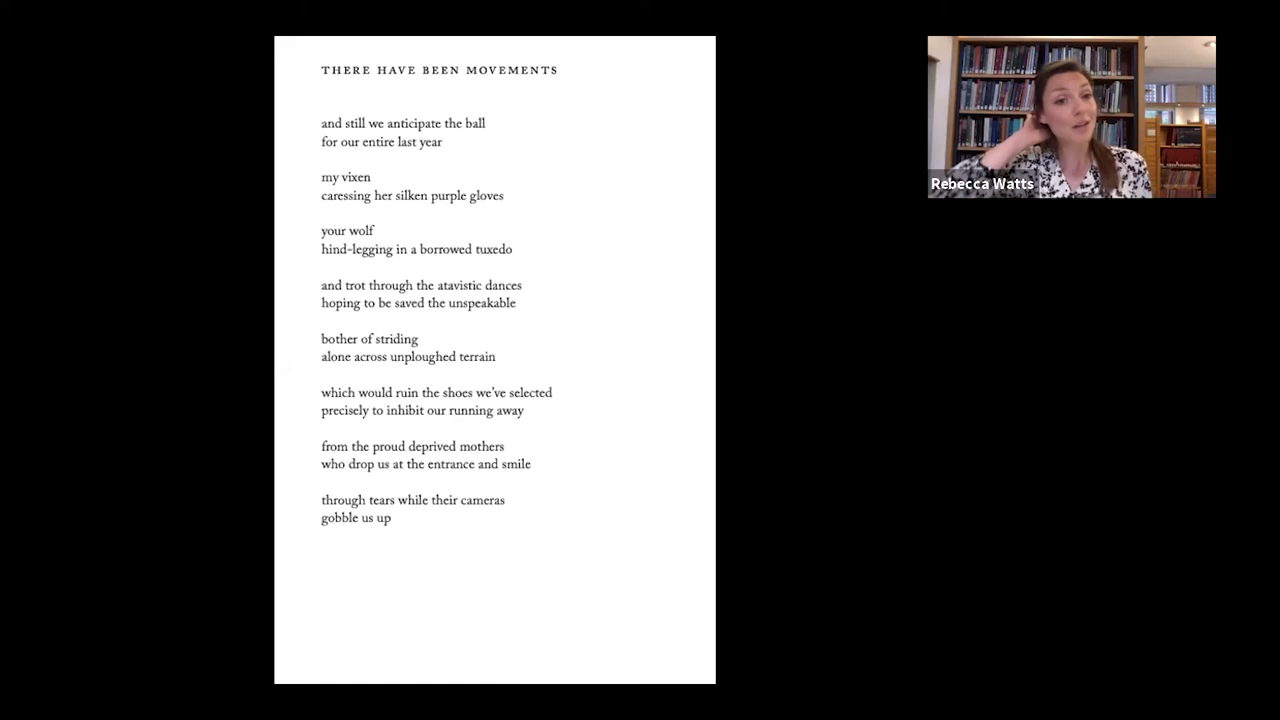 THERE HAVE BEEN MOVEMENTS
and still we anticipate the ball
for our entire last year
my vixen
caressing her silken purple gloves
your wolf
hind-legging in a borrowed tuxedo
and trot through the atavistic dances
hoping to be saved the unspeakable
bother of striding
alone across unploughed terrain
which would ruin the shoes we've selected
precisely to inhibit our running away
from the proud deprived mothers
who drop us at the entrance and smile
through tears while their cameras
gobble us up
Rebecca Watts